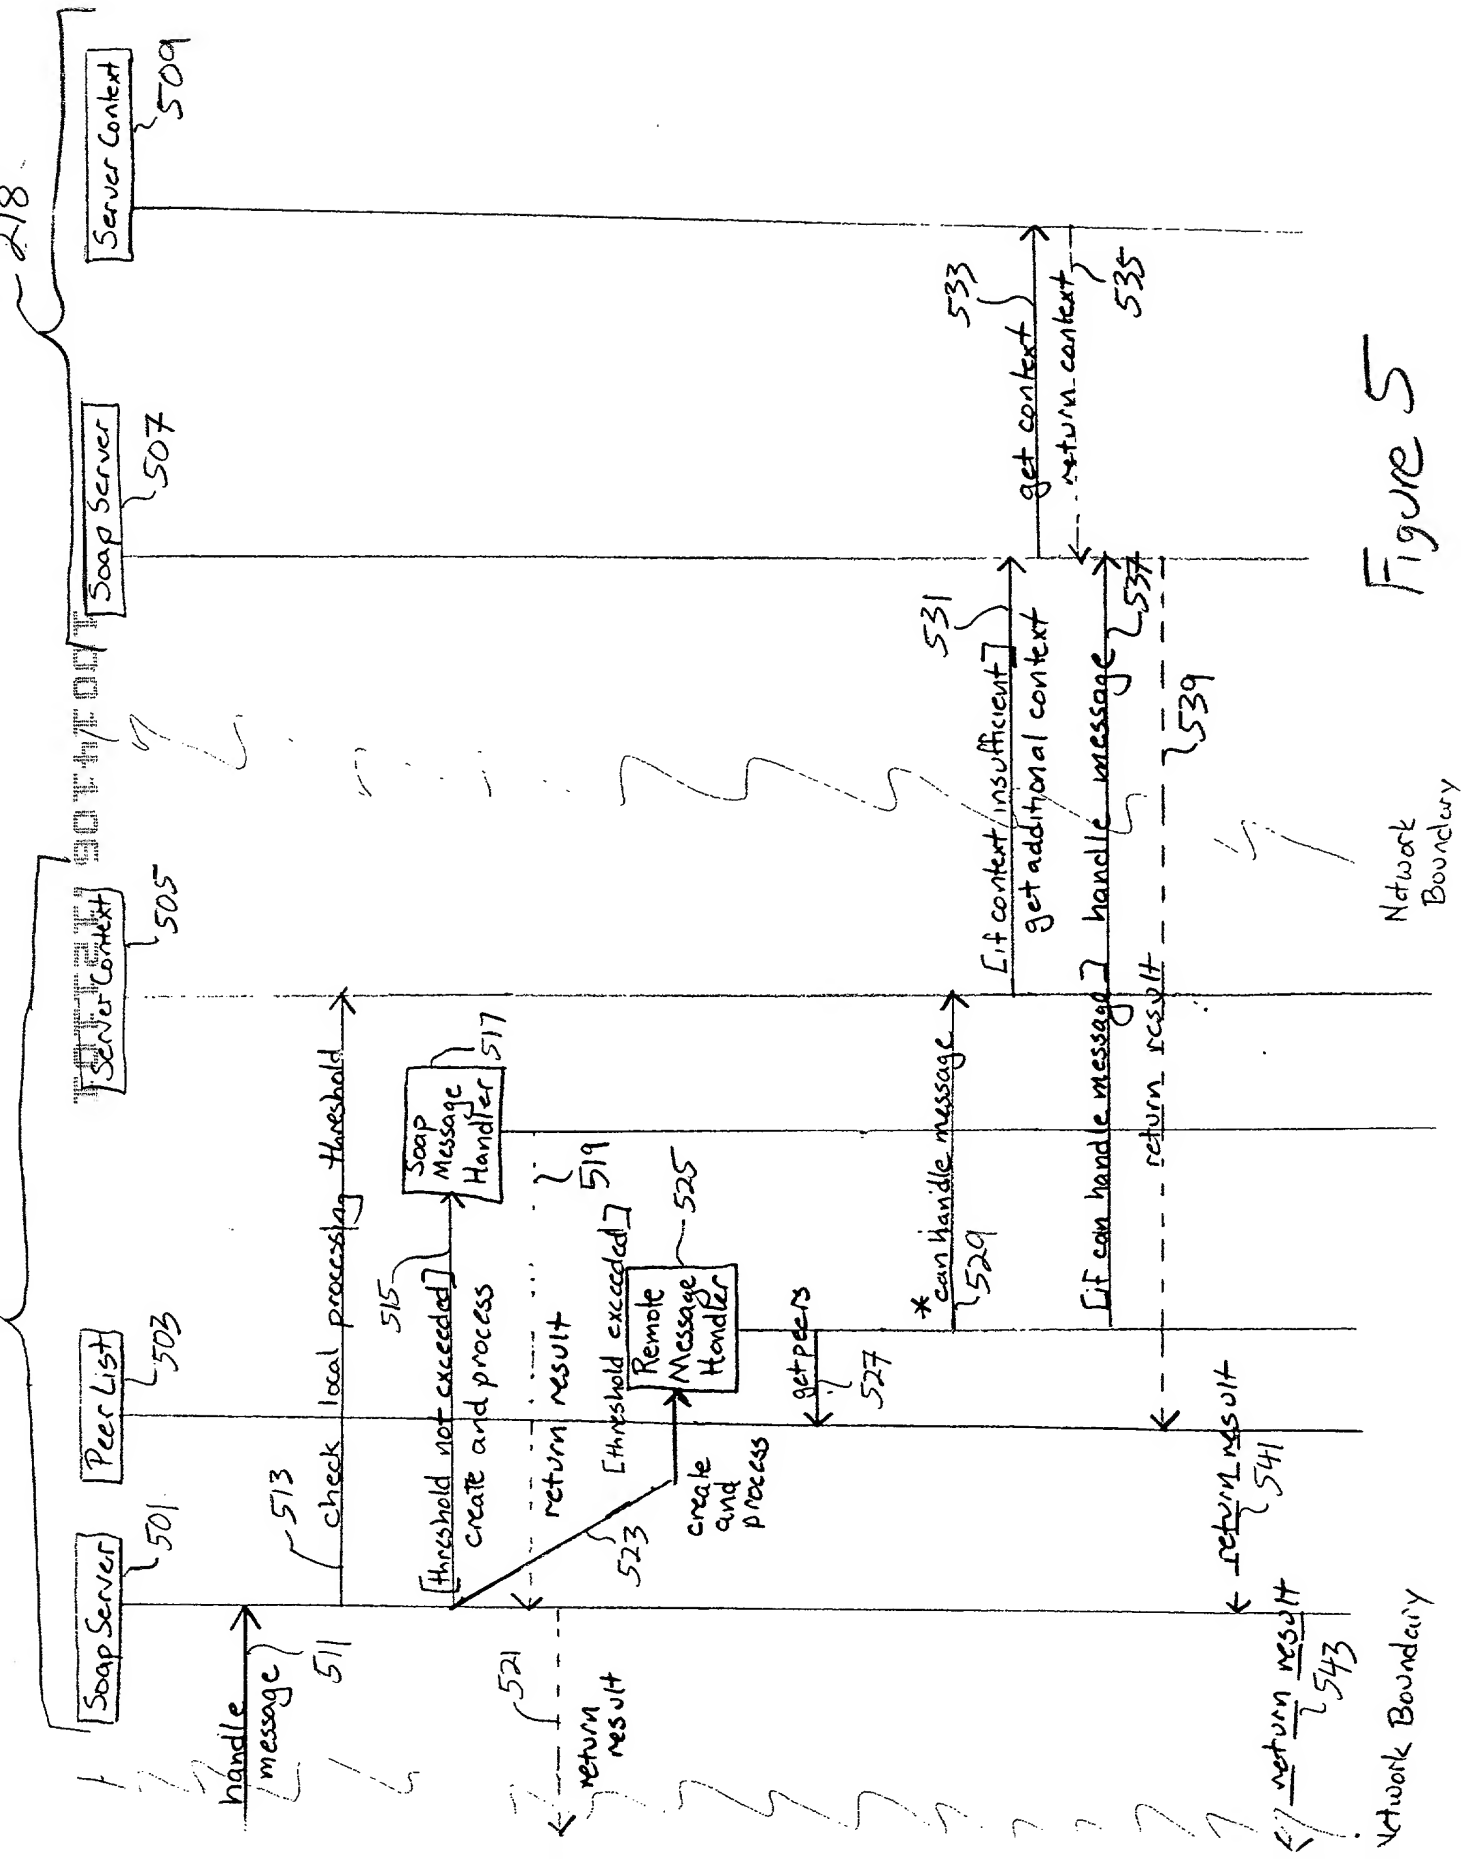 218
Soap Server
501
Peer List
503
Server Context
505
Soap Server
507
Server Context
509
handle
message
511
513
check local processing threshold
515
[threshold not exceeded]
create and process
Soap
Message
Handler
517
519
return result
521
return
result
523
[threshold exceeded]
create
and
process
Remote
Message
Handler
525
get peers
527
*
can handle message
529
[if context insufficient]
get additional context
531
get context
533
return context
535
[if can handle message] handle message
537
return result
539
return result
541
return result
543
Network Boundary
Network
Boundary
Figure 5